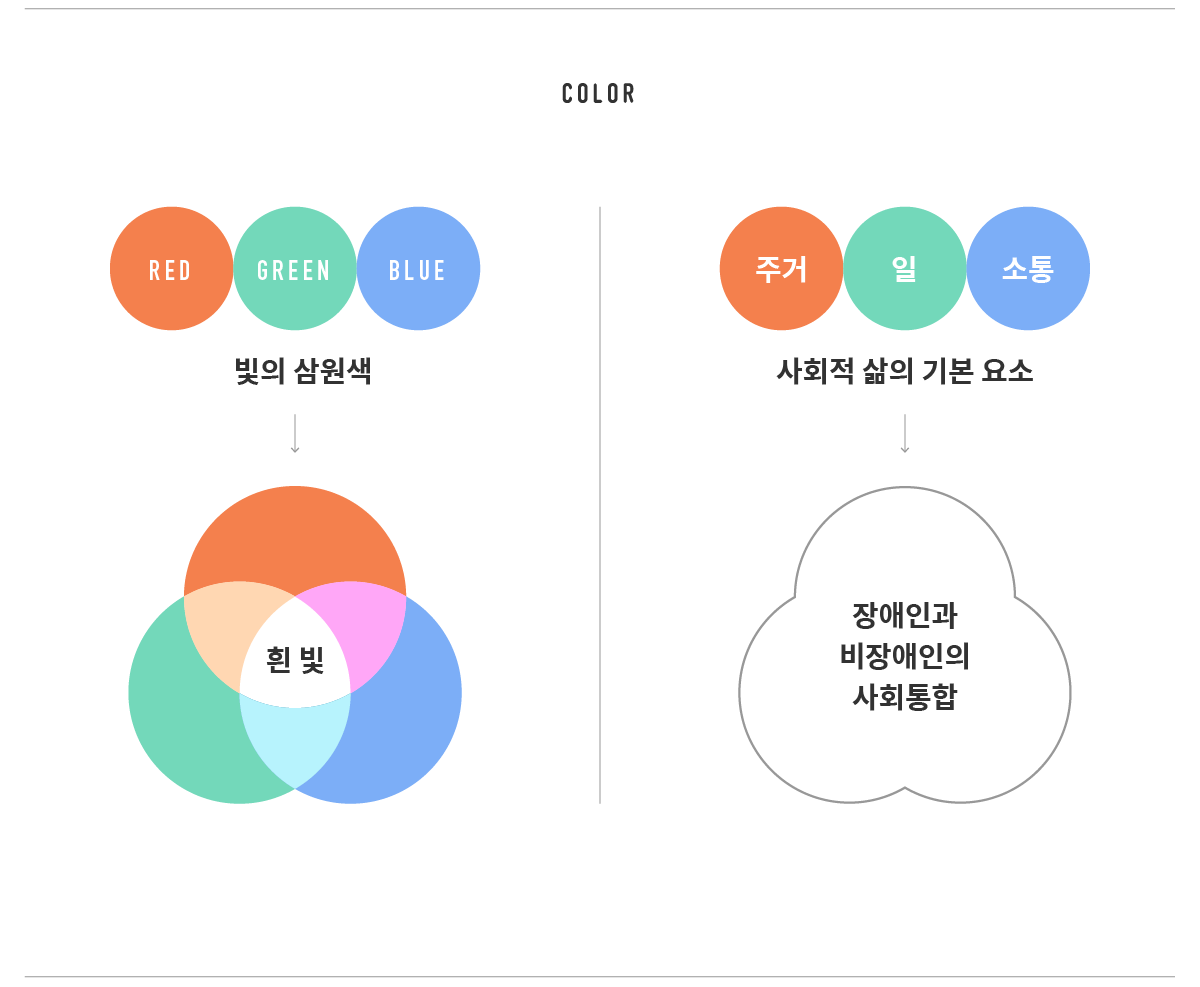 COLOR
RED
GREEN
BLUE
빛의 삼원색
흰 빛
주거
일
소통
사회적 삶의 기본 요소
장애인과
비장애인의
사회통합